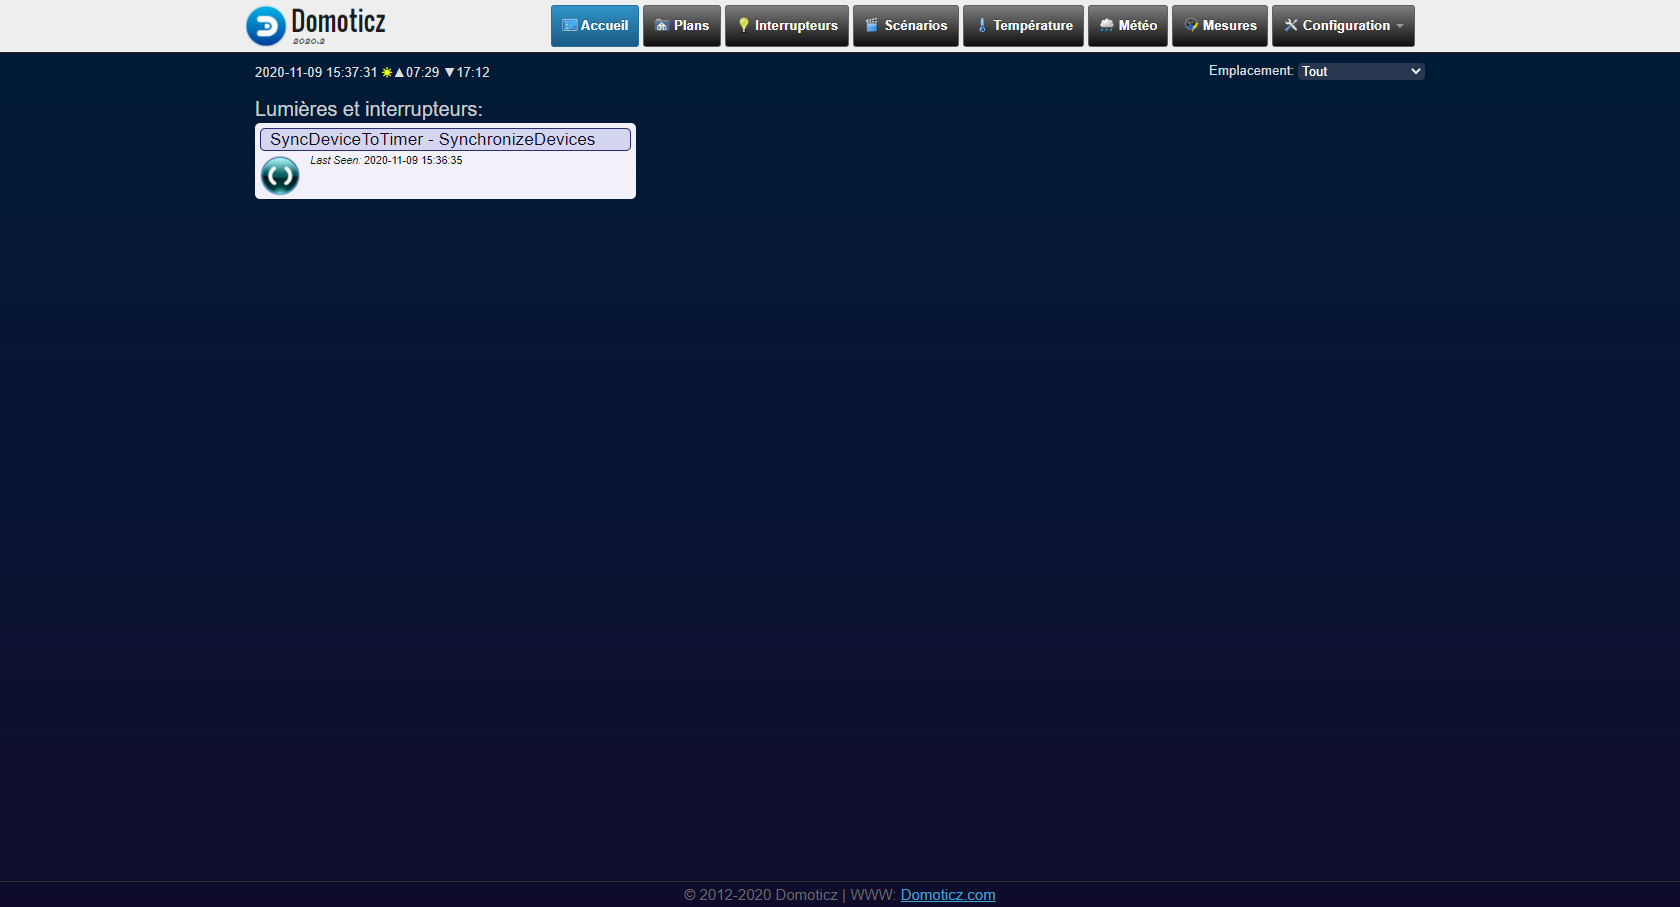 Domoticz
2020.2
Accueil Plans Interrupteurs Scénarios Température Météo Mesures Configuration
2020-11-09 15:37:31 ☀▲07:29 ▼17:12
Emplacement: Tout
Lumières et interrupteurs:
SyncDeviceToTimer - SynchronizeDevices
Last Seen: 2020-11-09 15:36:35
© 2012-2020 Domoticz | WWW: Domoticz.com